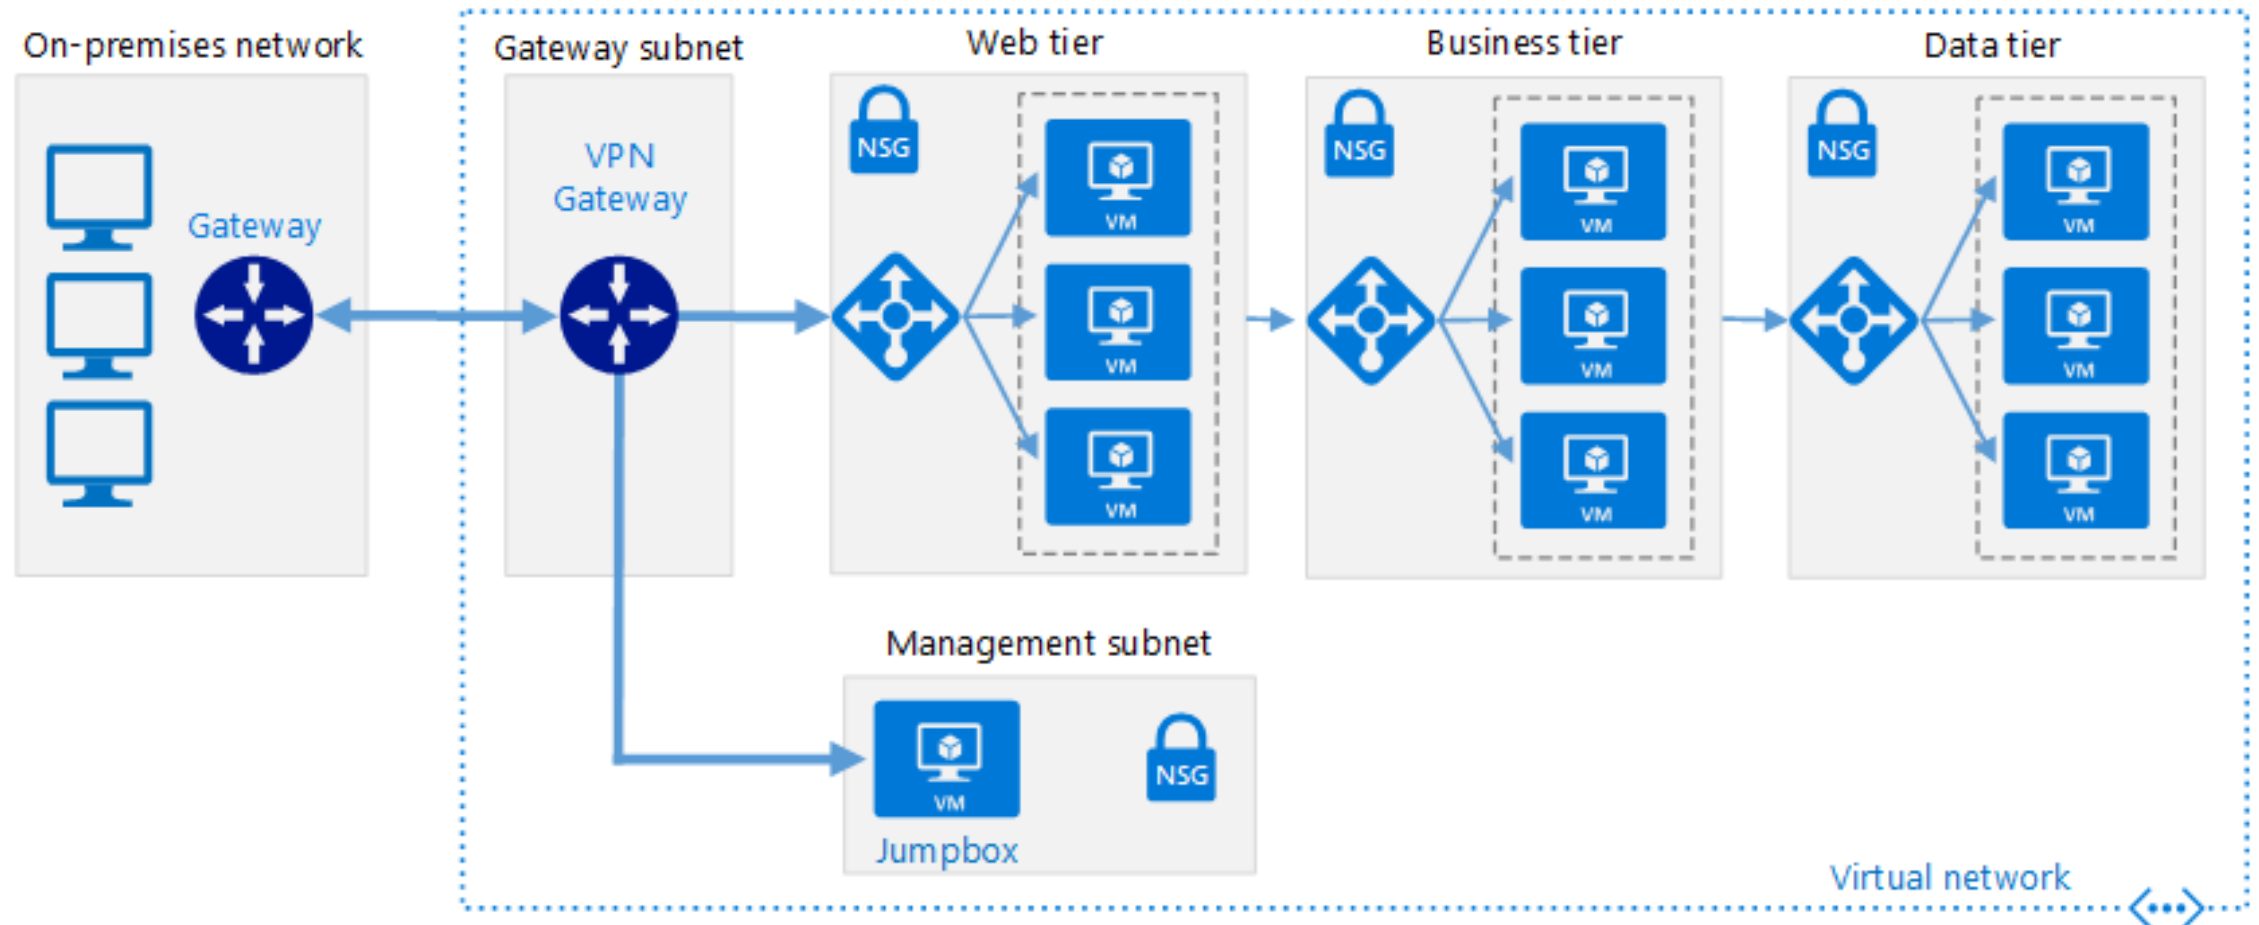 On-premises network
Gateway
Gateway subnet
VPN
Gateway
Web tier
NSG
VM
VM
VM
Business tier
NSG
VM
VM
VM
Data tier
NSG
VM
VM
VM
Management subnet
VM
Jumpbox
NSG
Virtual network